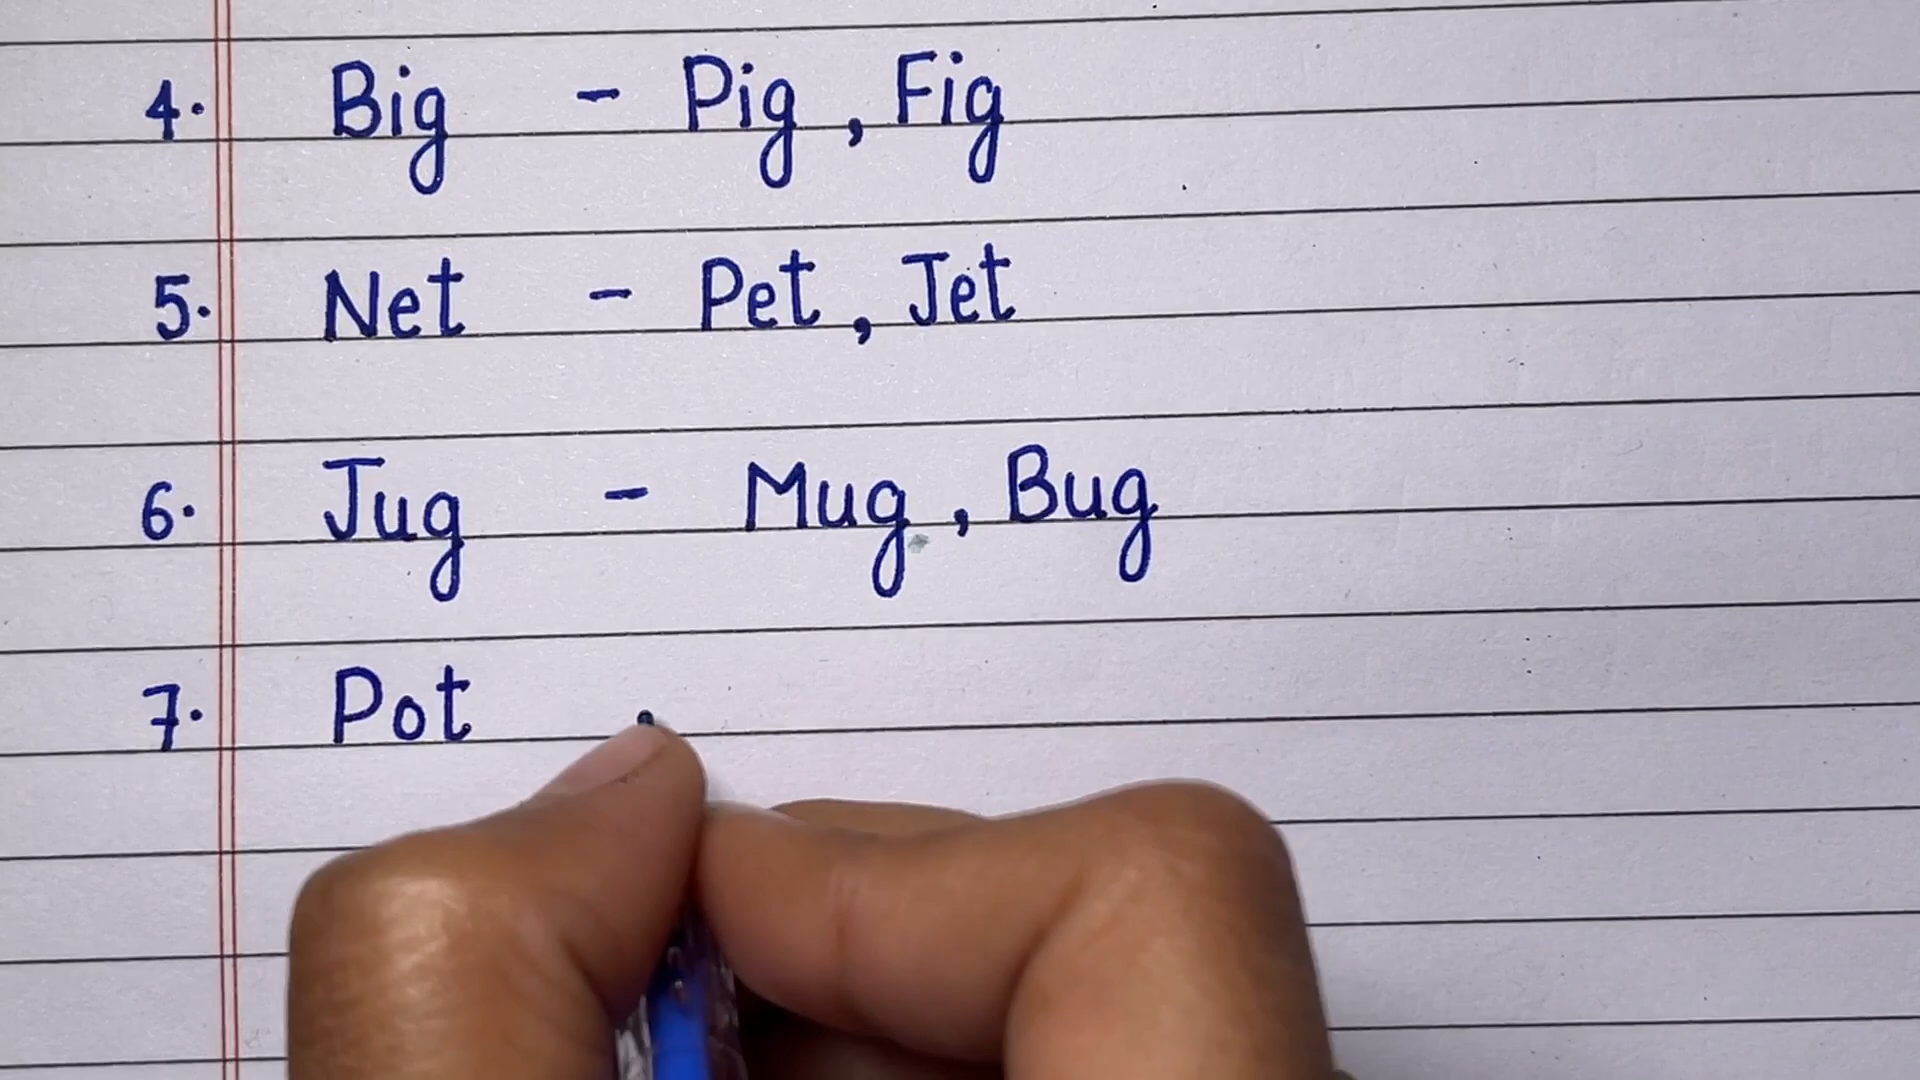 4. Big - Pig, Fig
5. Net - Pet, Jet
6. Jug - Mug, Bug
7. Pot